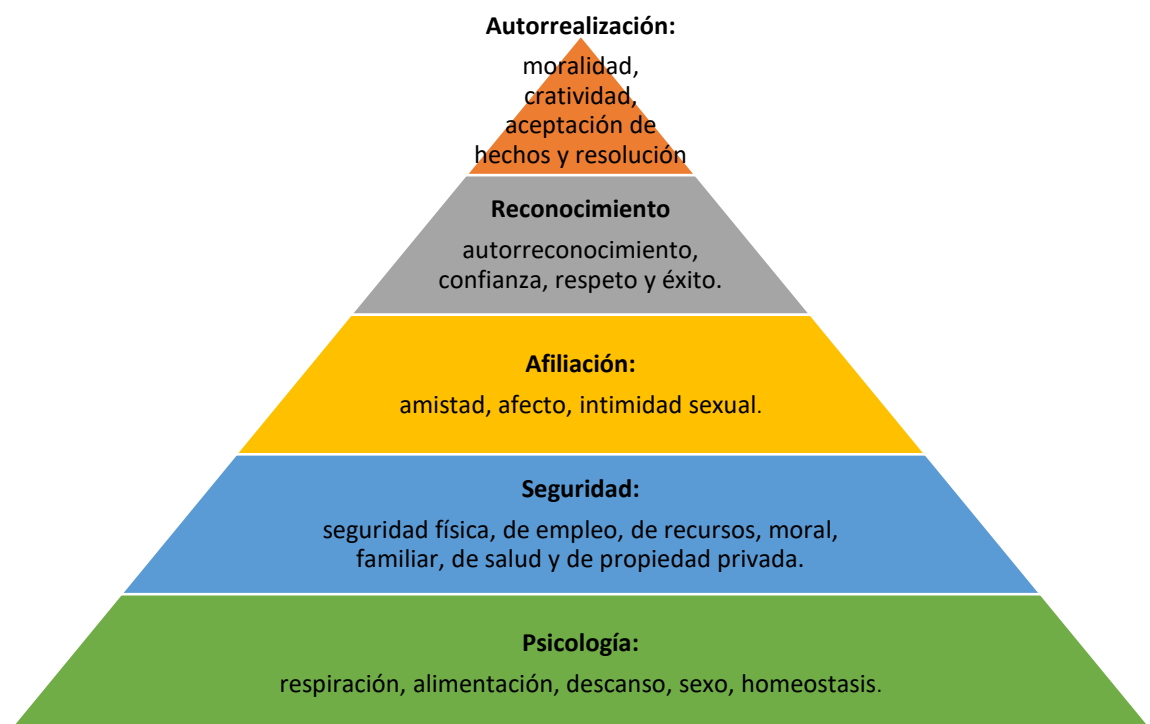 Autorrealización:
moralidad,
cratividad,
aceptación de
hechos y resolución
Reconocimiento
autorreconocimiento,
confianza, respeto y éxito.
Afiliación:
amistad, afecto, intimidad sexual.
Seguridad:
seguridad física, de empleo, de recursos, moral,
familiar, de salud y de propiedad privada.
Psicología:
respiración, alimentación, descanso, sexo, homeostasis.